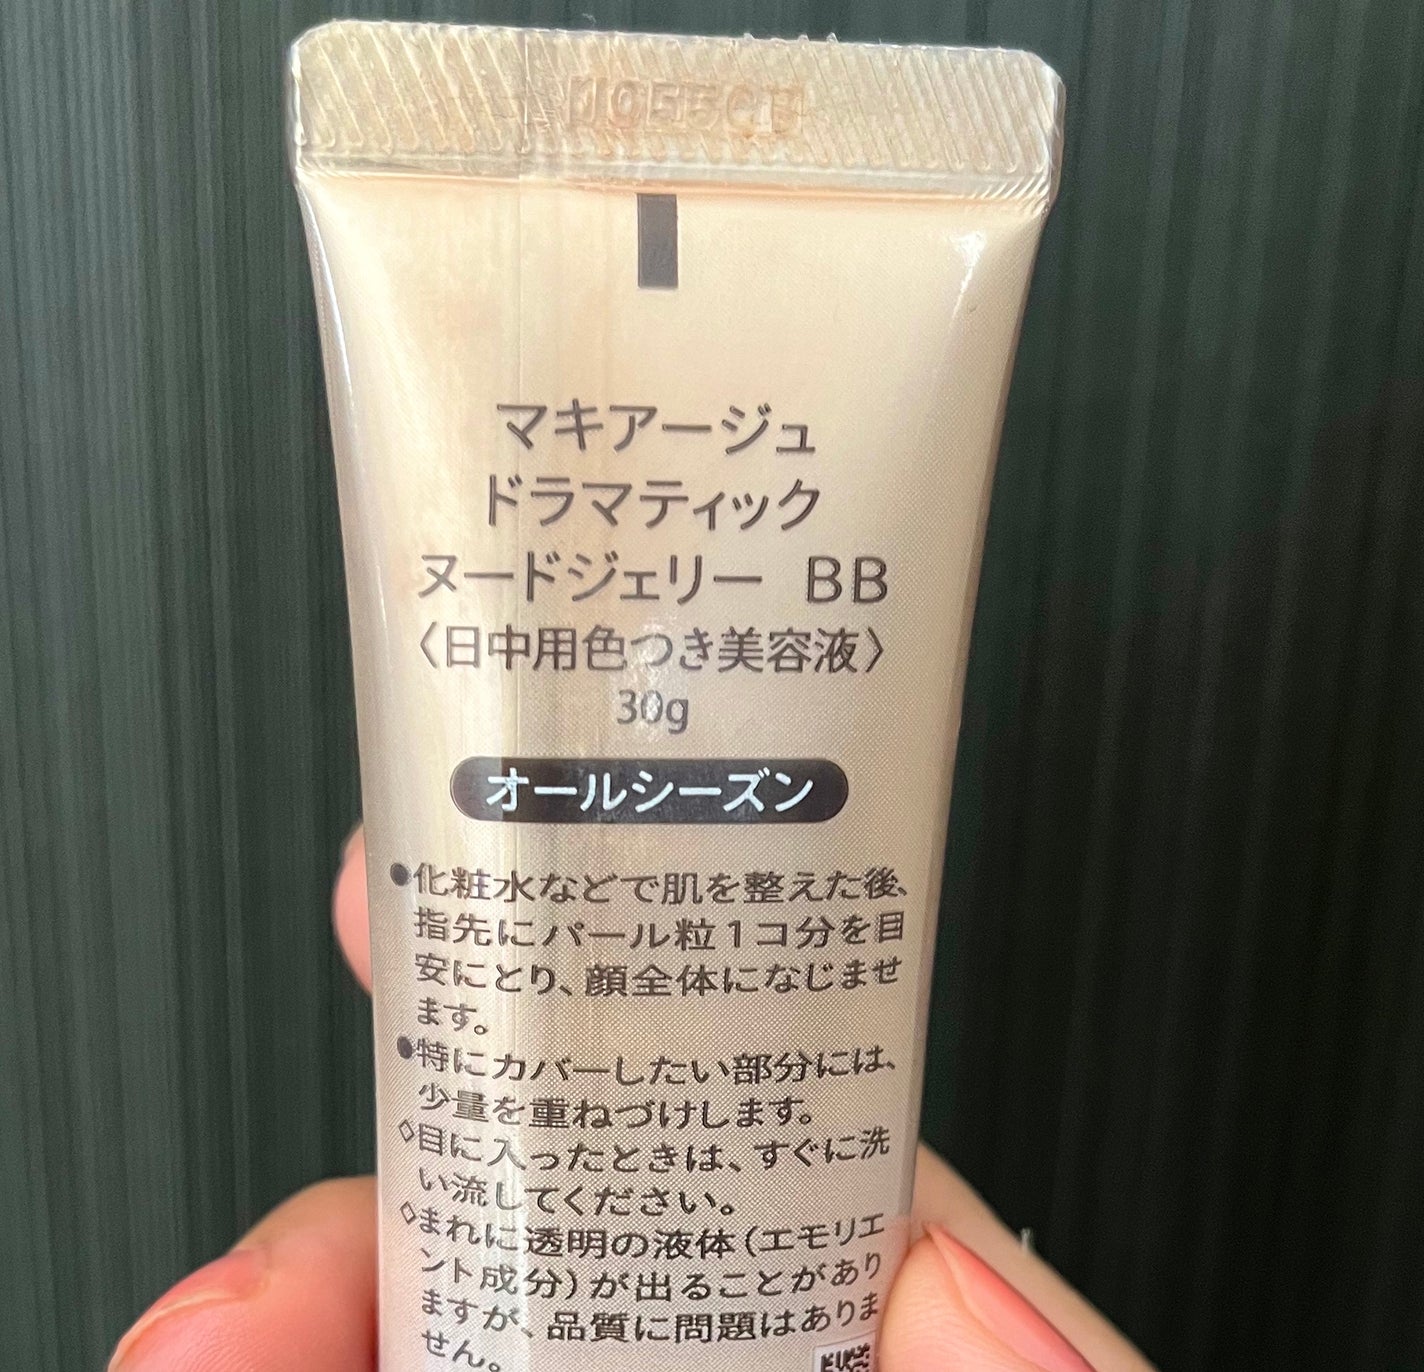 マキアージュ
ドラマティック
ヌードジェリー BB
〈日中用色つき美容液〉
30g
オールシーズン
●化粧水などで肌を整えた後、
指先にパール粒1コ分を目
安にとり、顔全体になじませ
ます。
●特にカバーしたい部分には、
少量を重ねづけします。
◇目に入ったときは、すぐに洗
い流してください。
◇まれに透明の液体(エモリエ
ント成分)が出ることがあり
ますが、品質に問題はありま
せん。